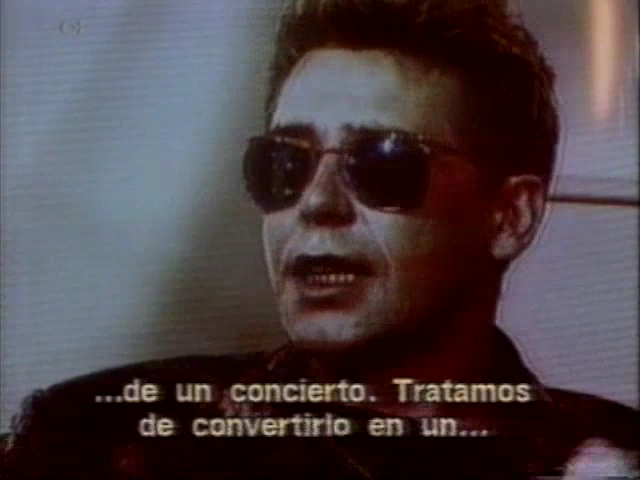 ...de un concierto. Tratamos
de convertirlo en un...